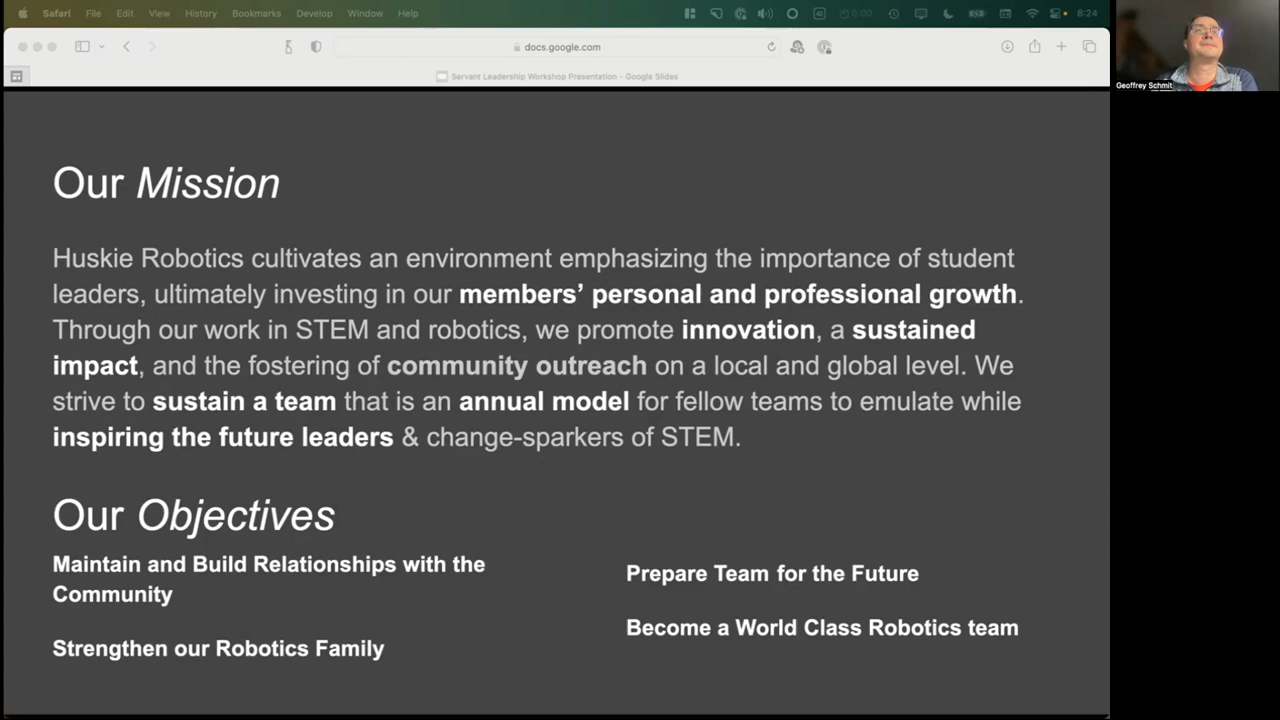 Safari File Edit View History Bookmarks Develop Window Help 0:00 8:24
docs.google.com
Servant Leadership Workshop Presentation – Google Slides
Geoffrey Schmit
Our Mission
Huskie Robotics cultivates an environment emphasizing the importance of student
leaders, ultimately investing in our members’ personal and professional growth.
Through our work in STEM and robotics, we promote innovation, a sustained
impact, and the fostering of community outreach on a local and global level. We
strive to sustain a team that is an annual model for fellow teams to emulate while
inspiring the future leaders & change-sparkers of STEM.
Our Objectives
Maintain and Build Relationships with the
Community
Strengthen our Robotics Family
Prepare Team for the Future
Become a World Class Robotics team